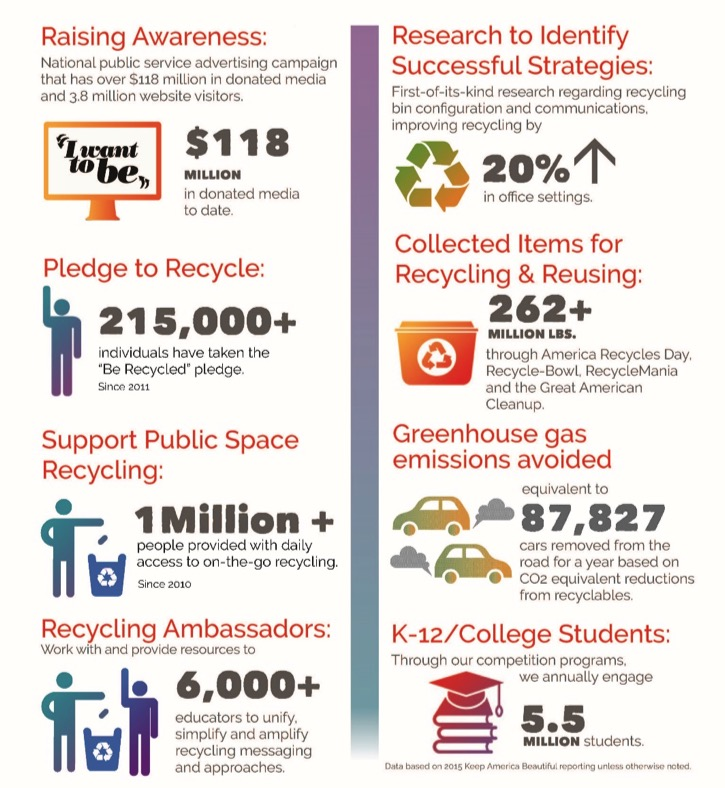 Raising Awareness:
National public service advertising campaign
that has over $118 million in donated media
and 3.8 million website visitors.
"I want
to be"
$118
MILLION
in donated media
to date.
Pledge to Recycle:
215,000+
individuals have taken the
"Be Recycled" pledge.
Since 2011
Support Public Space
Recycling:
1 Million +
people provided with daily
access to on-the-go recycling.
Since 2010
Recycling Ambassadors:
Work with and provide resources to
6,000+
educators to unify,
simplify and amplify
recycling messaging
and approaches.
Research to Identify
Successful Strategies:
First-of-its-kind research regarding recycling
bin configuration and communications,
improving recycling by
20%
in office settings.
Collected Items for
Recycling & Reusing:
262+
MILLION LBS.
through America Recycles Day,
Recycle-Bowl, RecycleMania
and the Great American
Cleanup.
Greenhouse gas
emissions avoided
equivalent to
87,827
cars removed from the
road for a year based on
CO2 equivalent reductions
from recyclables.
K-12/College Students:
Through our competition programs,
we annually engage
5.5
MILLION students.
Data based on 2015 Keep America Beautiful reporting unless otherwise noted.